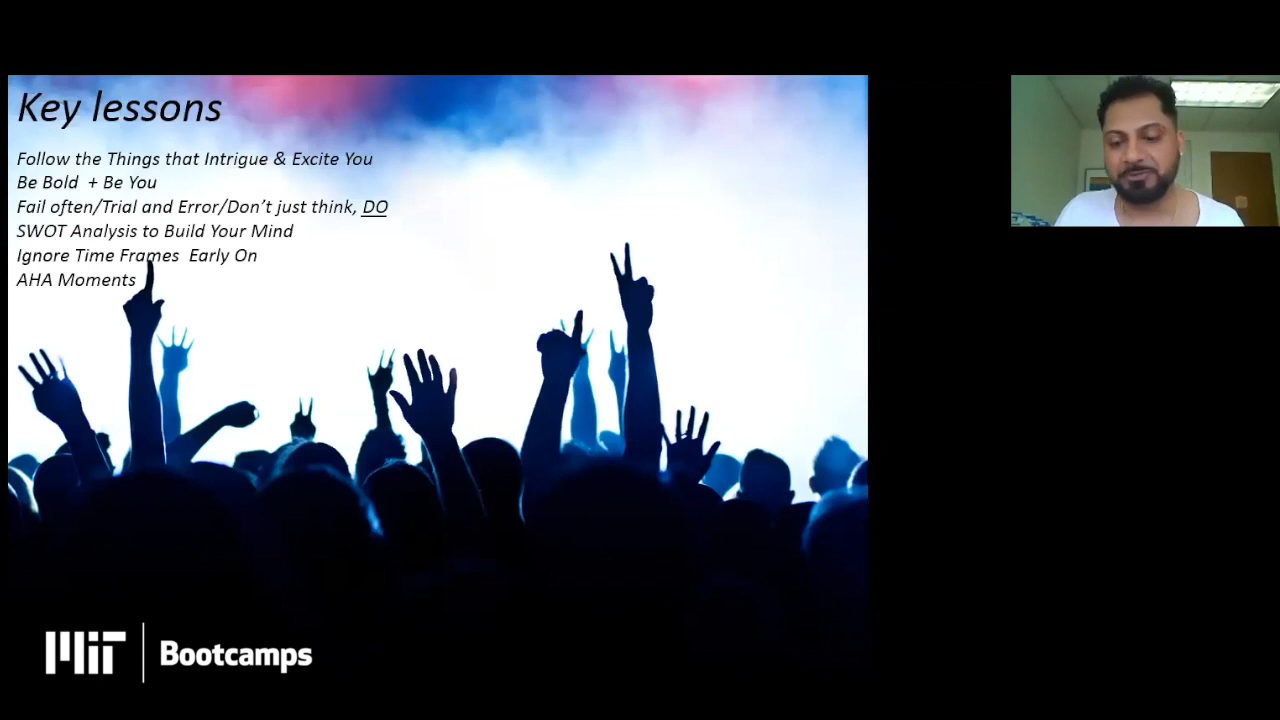 Key lessons
Follow the Things that Intrigue & Excite You
Be Bold + Be You
Fail often/Trial and Error/Don’t just think, DO
SWOT Analysis to Build Your Mind
Ignore Time Frames Early On
AHA Moments
MIT Bootcamps